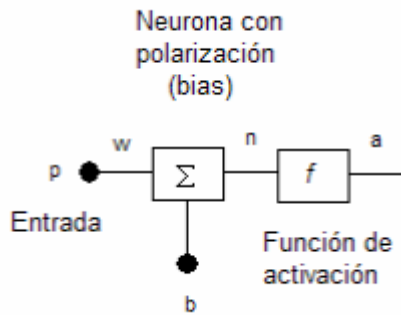 Neurona con
polarización
(bias)
w
n
a
p
Σ
f
Entrada
Función de
activación
b